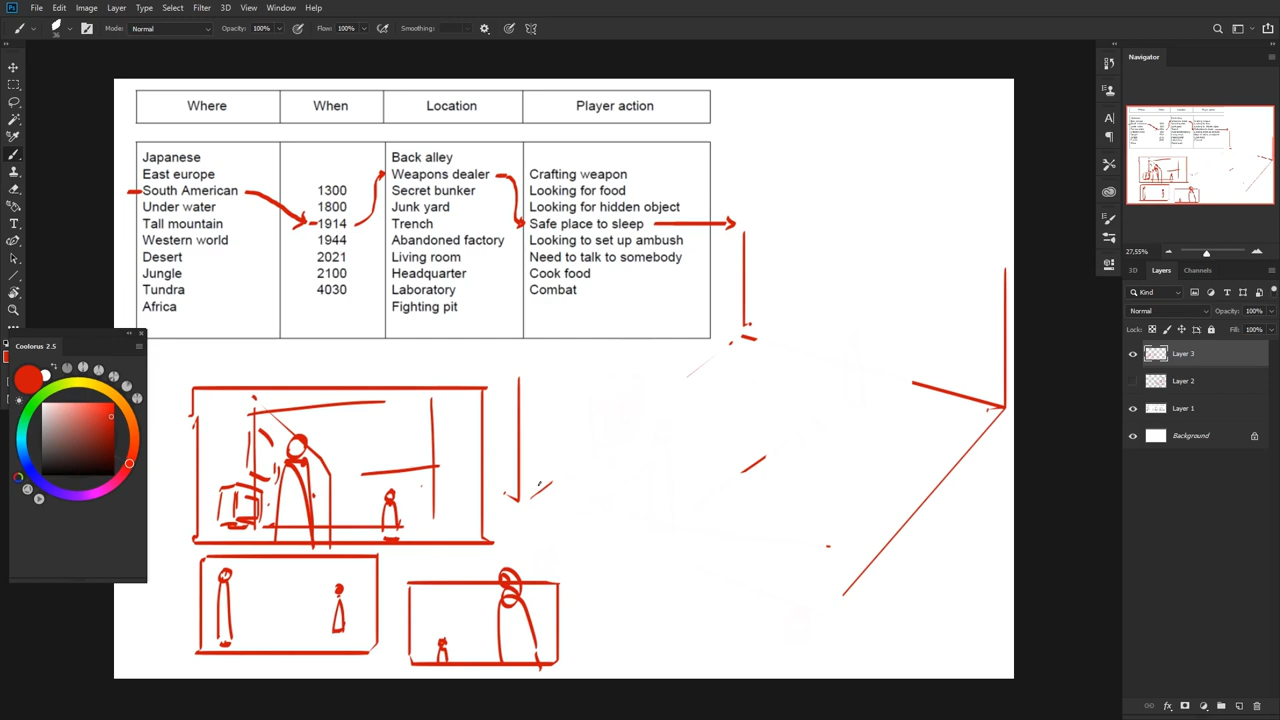 File Edit Image Layer Type Select Filter 3D View Window Help
Mode: Normal Opacity: 100% Flow: 100% Smoothing:
Navigator
Where When Location Player action
Japanese Back alley
East europe Weapons dealer Crafting weapon
South American 1300 Secret bunker Looking for food
Under water 1800 Junk yard Looking for hidden object
Tall mountain 1914 Trench Safe place to sleep
Western world 1944 Abandoned factory Looking to set up ambush
Desert 2021 Living room Need to talk to somebody
Jungle 2100 Headquarter Cook food
Tundra 4030 Laboratory Combat
Africa Fighting pit
27,55%
3D Layers Channels
Kind
Normal Opacity: 100%
Lock: Fill: 100%
Layer 3
Layer 2
Layer 1
Background
Coolorus 2.5